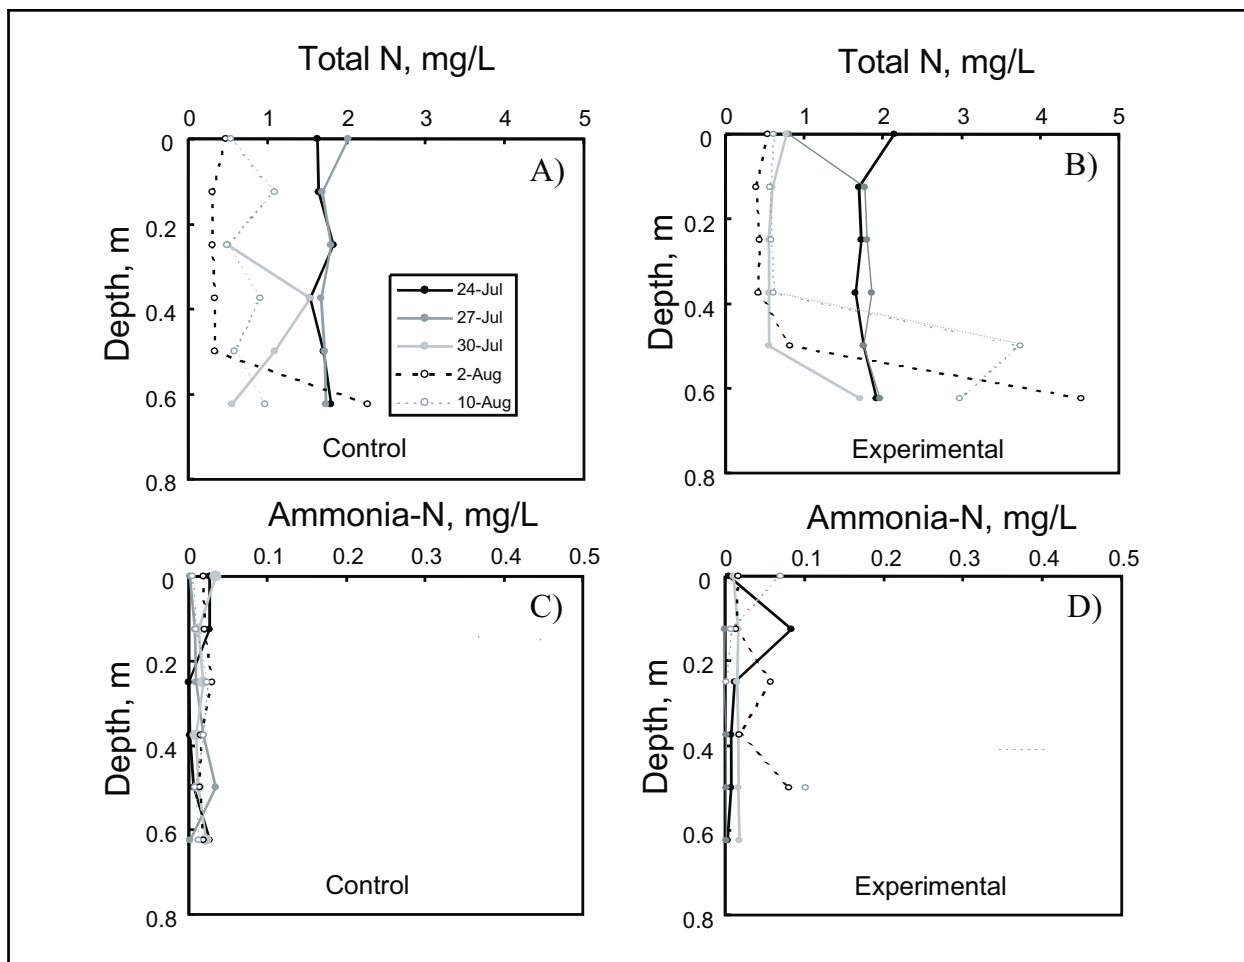 Total N, mg/L
0 1 2 3 4 5
0
0.2
0.4
0.6
0.8
Depth, m
A)
24-Jul
27-Jul
30-Jul
2-Aug
10-Aug
Control
Total N, mg/L
0 1 2 3 4 5
0
0.2
0.4
0.6
0.8
Depth, m
B)
Experimental
Ammonia-N, mg/L
0 0.1 0.2 0.3 0.4 0.5
0
0.2
0.4
0.6
0.8
Depth, m
C)
Control
Ammonia-N, mg/L
0 0.1 0.2 0.3 0.4 0.5
0
0.2
0.4
0.6
0.8
Depth, m
D)
Experimental